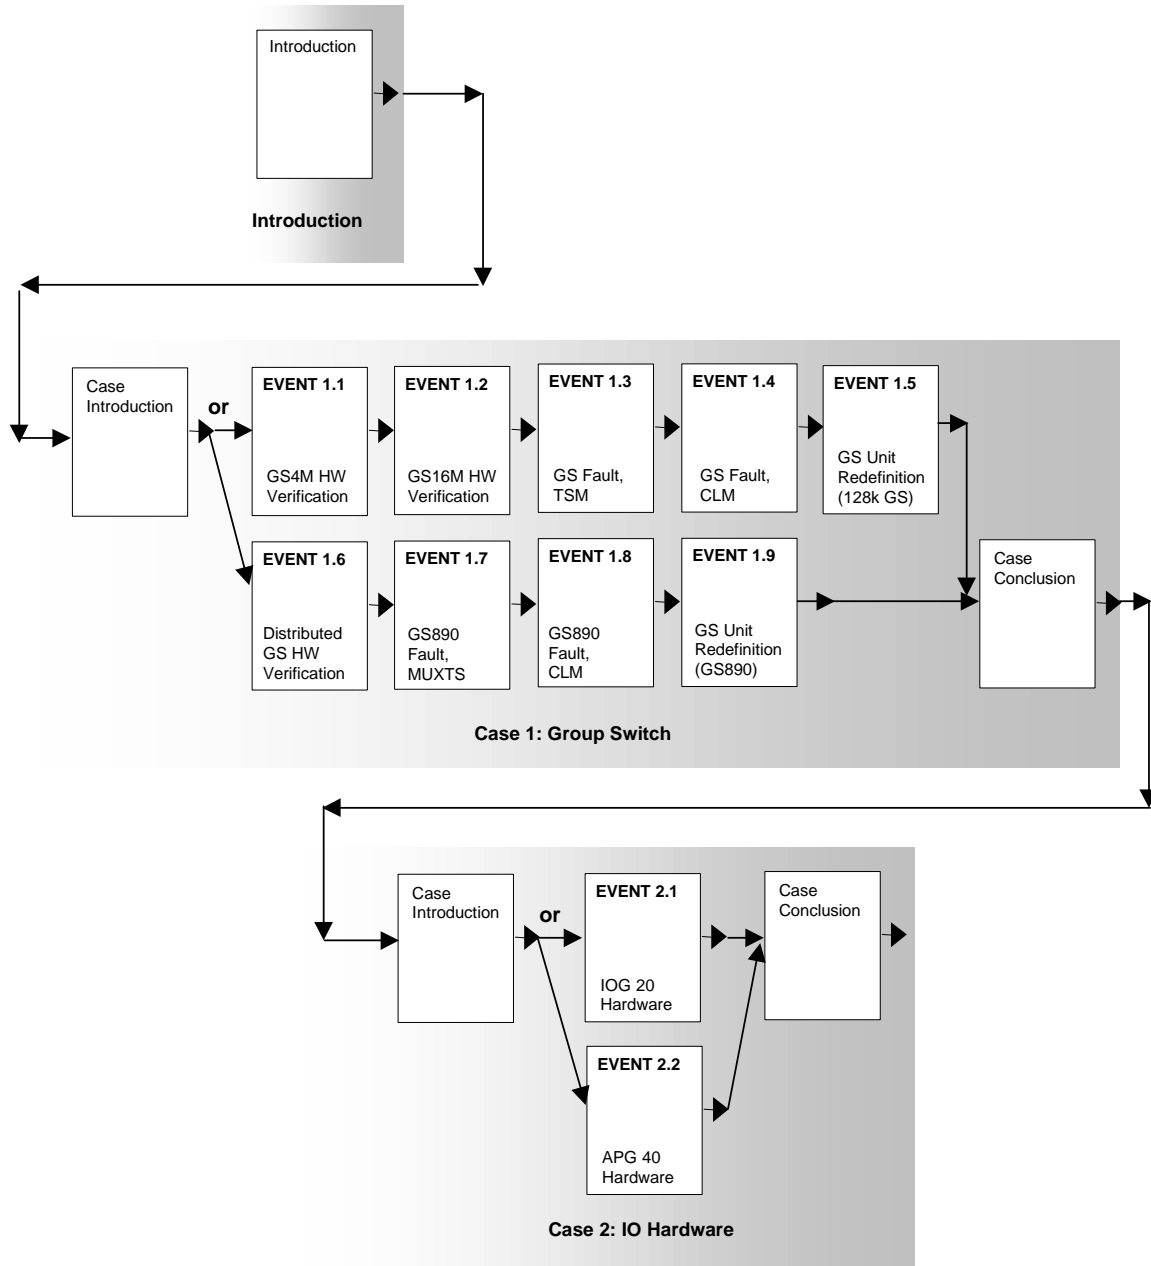 Introduction
Introduction
Case
Introduction
or
EVENT 1.1
GS4M HW
Verification
EVENT 1.2
GS16M HW
Verification
EVENT 1.3
GS Fault,
TSM
EVENT 1.4
GS Fault,
CLM
EVENT 1.5
GS Unit
Redefinition
(128k GS)
EVENT 1.6
Distributed
GS HW
Verification
EVENT 1.7
GS890
Fault,
MUXTS
EVENT 1.8
GS890
Fault,
CLM
EVENT 1.9
GS Unit
Redefinition
(GS890)
Case
Conclusion
Case 1: Group Switch
Case
Introduction
or
EVENT 2.1
IOG 20
Hardware
Case
Conclusion
EVENT 2.2
APG 40
Hardware
Case 2: IO Hardware